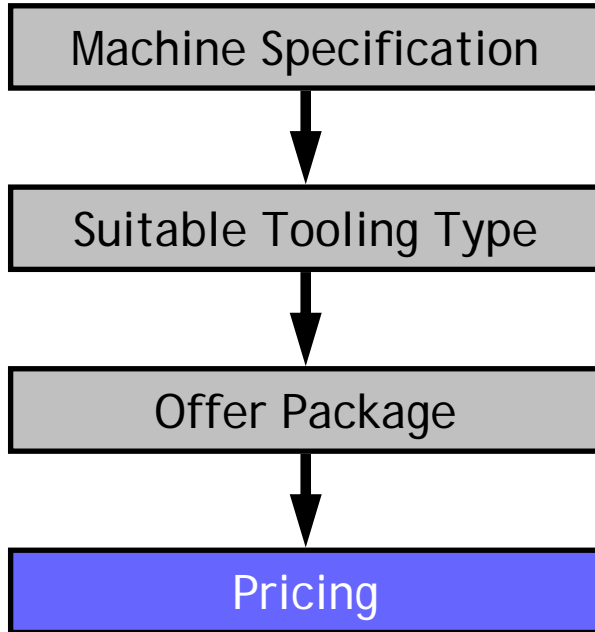 Machine Specification
Suitable Tooling Type
Offer Package
Pricing